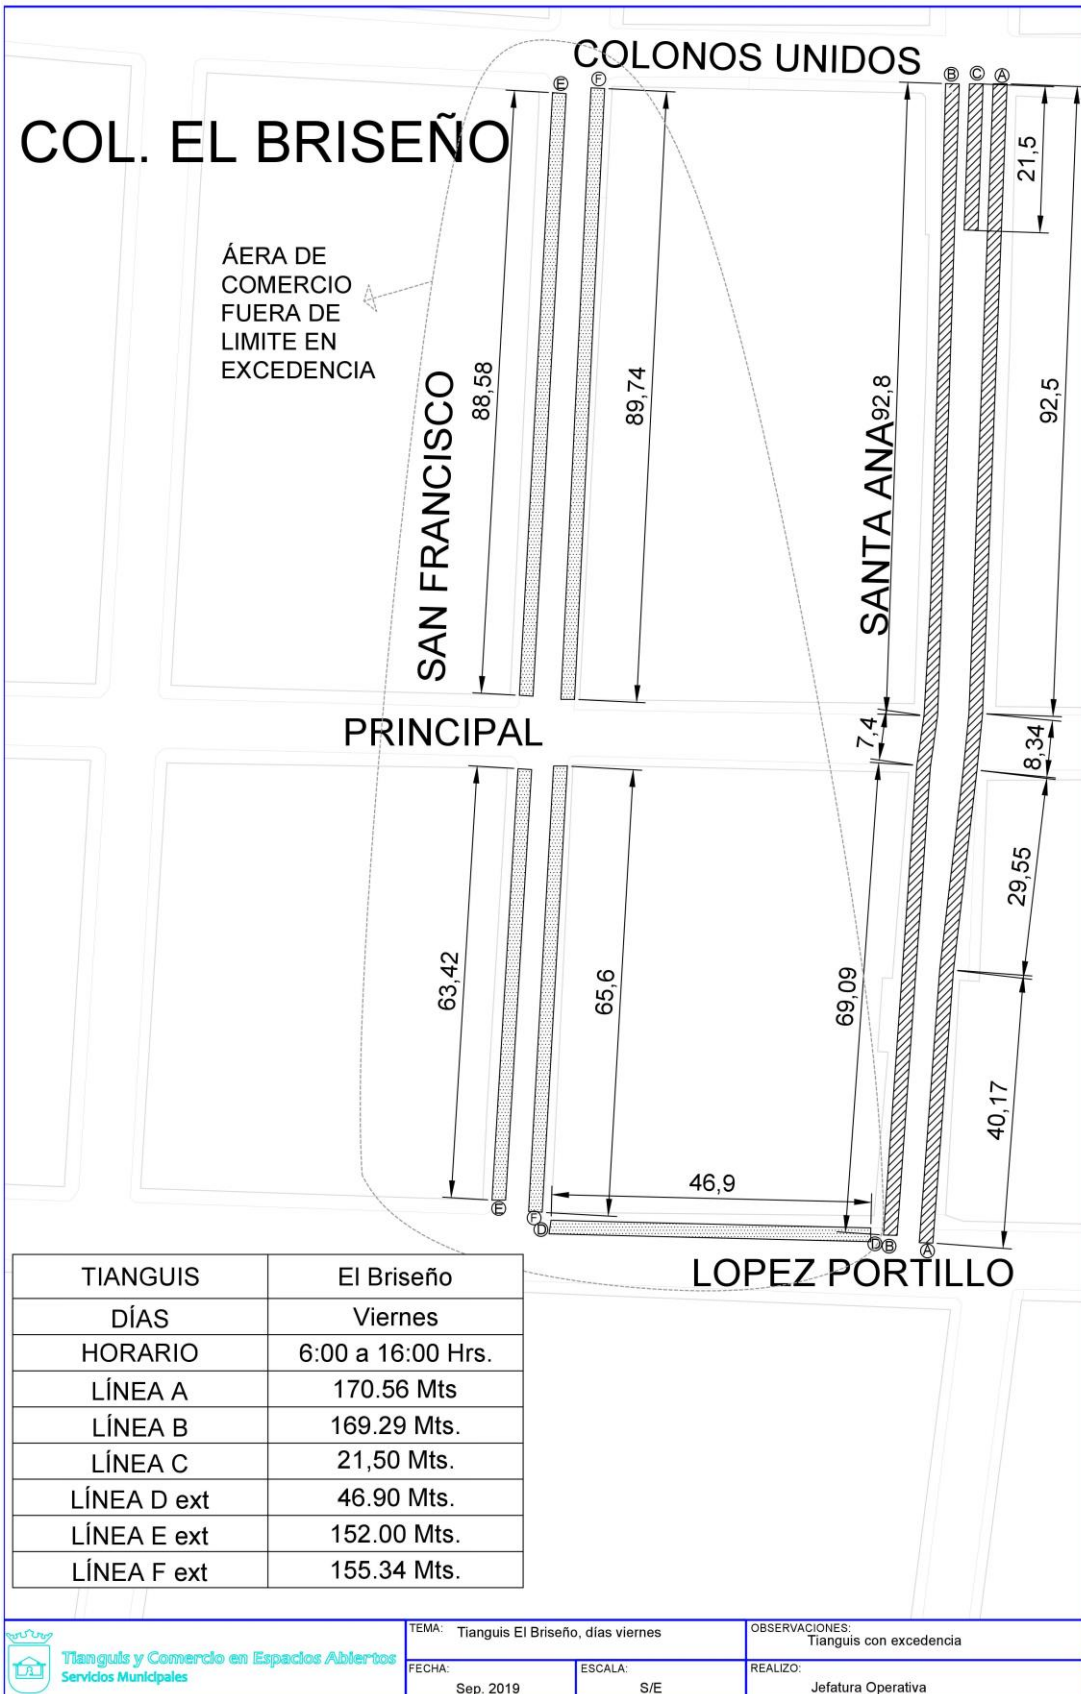 COLONOS UNIDOS
COL. EL BRISEÑO
E
F
B
C
A
21,5
ÁERA DE
COMERCIO
FUERA DE
LIMITE EN
EXCEDENCIA
88,58
89,74
92,8
92,5
SAN FRANCISCO
SANTA ANA
PRINCIPAL
7,4
8,34
29,55
63,42
65,6
69,09
40,17
46,9
E
F
D
D
B
A
LOPEZ PORTILLO
TIANGUIS El Briseño
DÍAS Viernes
HORARIO 6:00 a 16:00 Hrs.
LÍNEA A 170.56 Mts
LÍNEA B 169.29 Mts.
LÍNEA C 21,50 Mts.
LÍNEA D ext 46.90 Mts.
LÍNEA E ext 152.00 Mts.
LÍNEA F ext 155.34 Mts.
Tianguis y Comercio en Espacios Abiertos
Servicios Municipales
TEMA: Tianguis El Briseño, días viernes
OBSERVACIONES:
Tianguis con excedencia
FECHA:
Sep. 2019
ESCALA:
S/E
REALIZO:
Jefatura Operativa